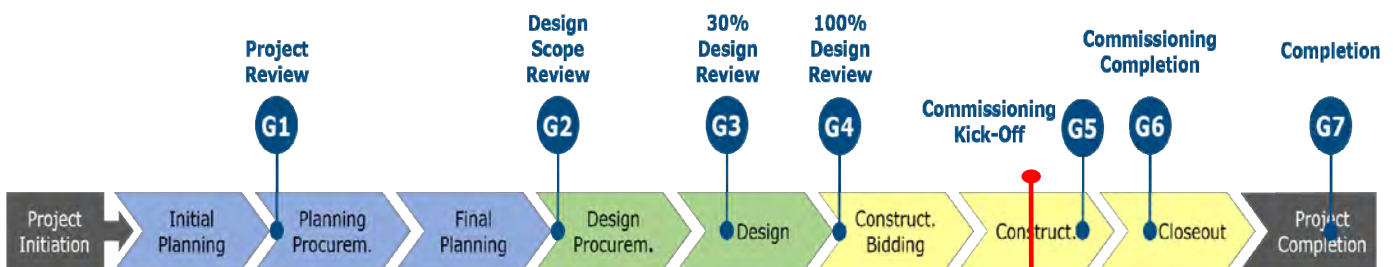 Project
Review
Design
Scope
Review
30%
Design
Review
100%
Design
Review
Commissioning
Kick-Off
Commissioning
Completion
Completion
G1
G2
G3
G4
G5
G6
G7
Project
Initiation
Initial
Planning
Planning
Procurem.
Final
Planning
Design
Procurem.
Design
Construct.
Bidding
Construct.
Closeout
Project
Completion